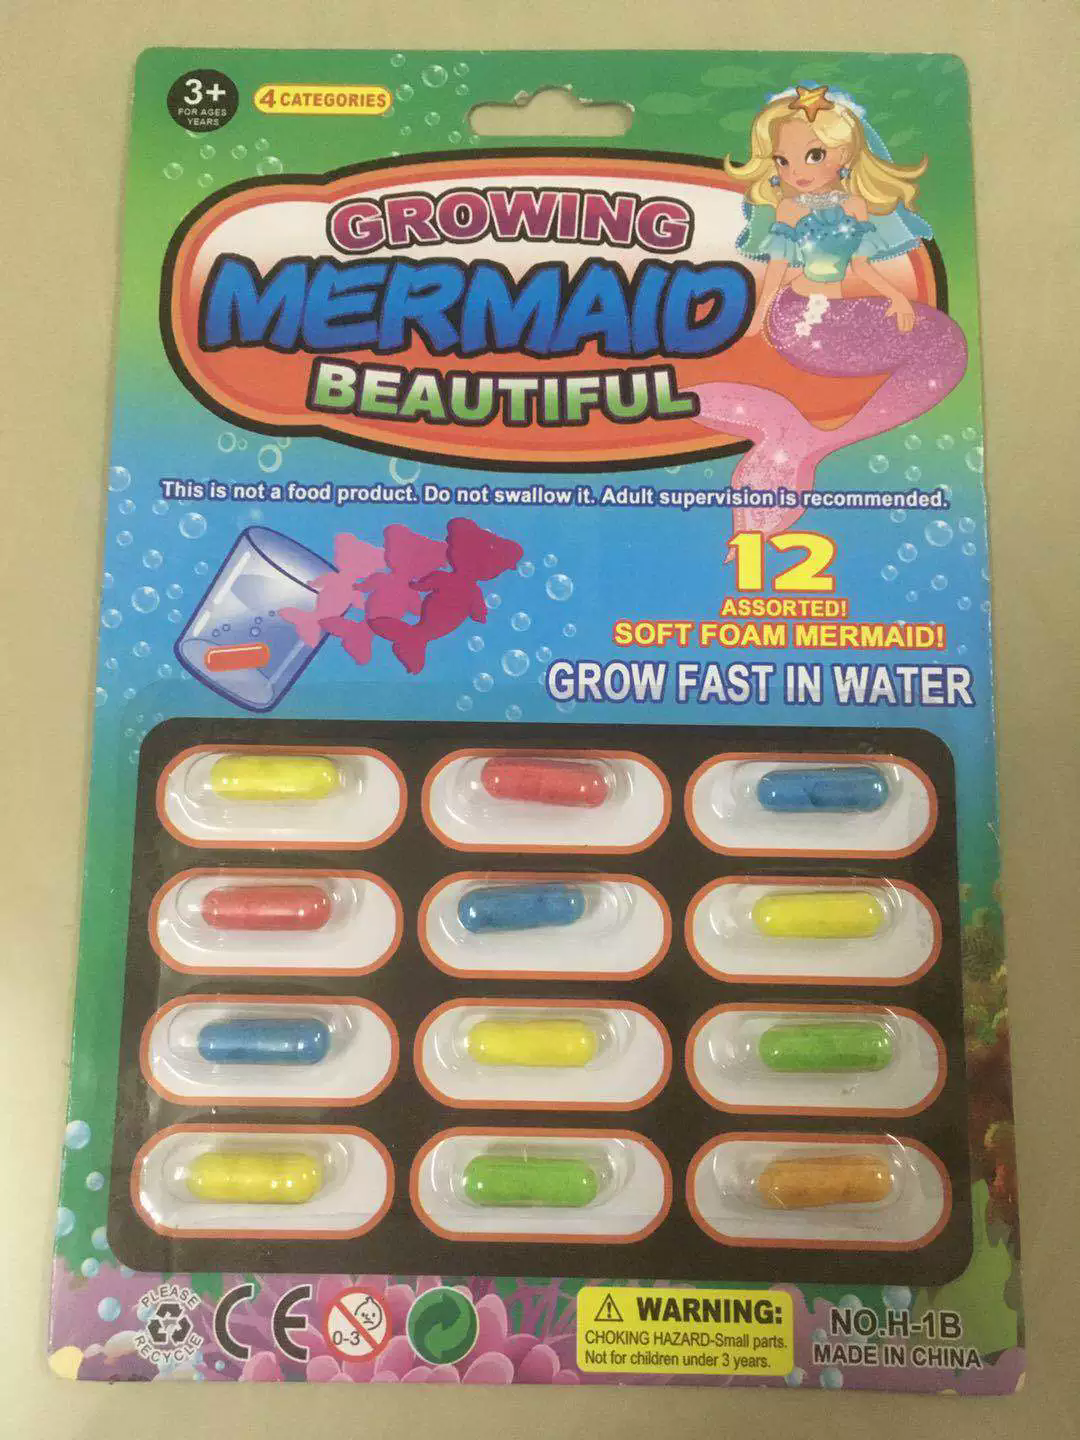 3+
FOR AGES
YEARS
4 CATEGORIES
GROWING
MERMAID
BEAUTIFUL
This is not a food product. Do not swallow it. Adult supervision is recommended.
12
ASSORTED!
SOFT FOAM MERMAID!
GROW FAST IN WATER
PLEASE
RECYCLE
CE
0-3
WARNING:
CHOKING HAZARD-Small parts.
Not for children under 3 years.
NO.H-1B
MADE IN CHINA